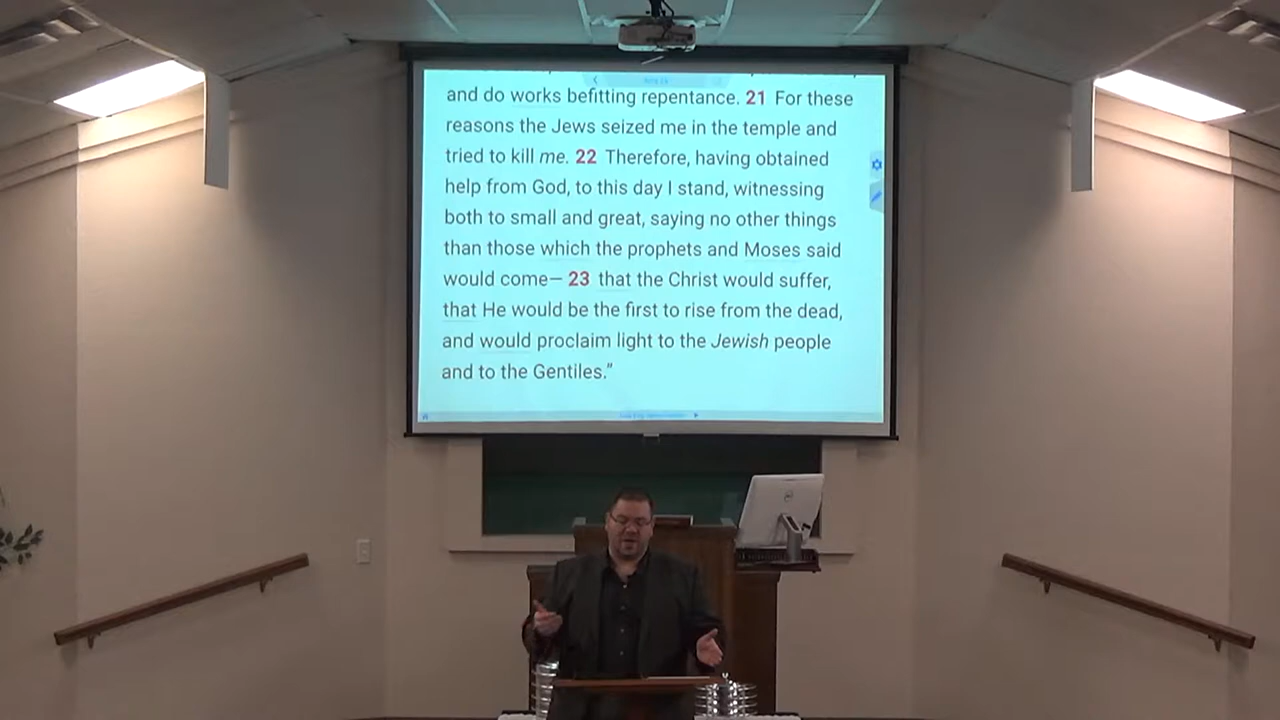 and do works befitting repentance. 21 For these
reasons the Jews seized me in the temple and
tried to kill me. 22 Therefore, having obtained
help from God, to this day I stand, witnessing
both to small and great, saying no other things
than those which the prophets and Moses said
would come— 23 that the Christ would suffer,
that He would be the first to rise from the dead,
and would proclaim light to the Jewish people
and to the Gentiles.”